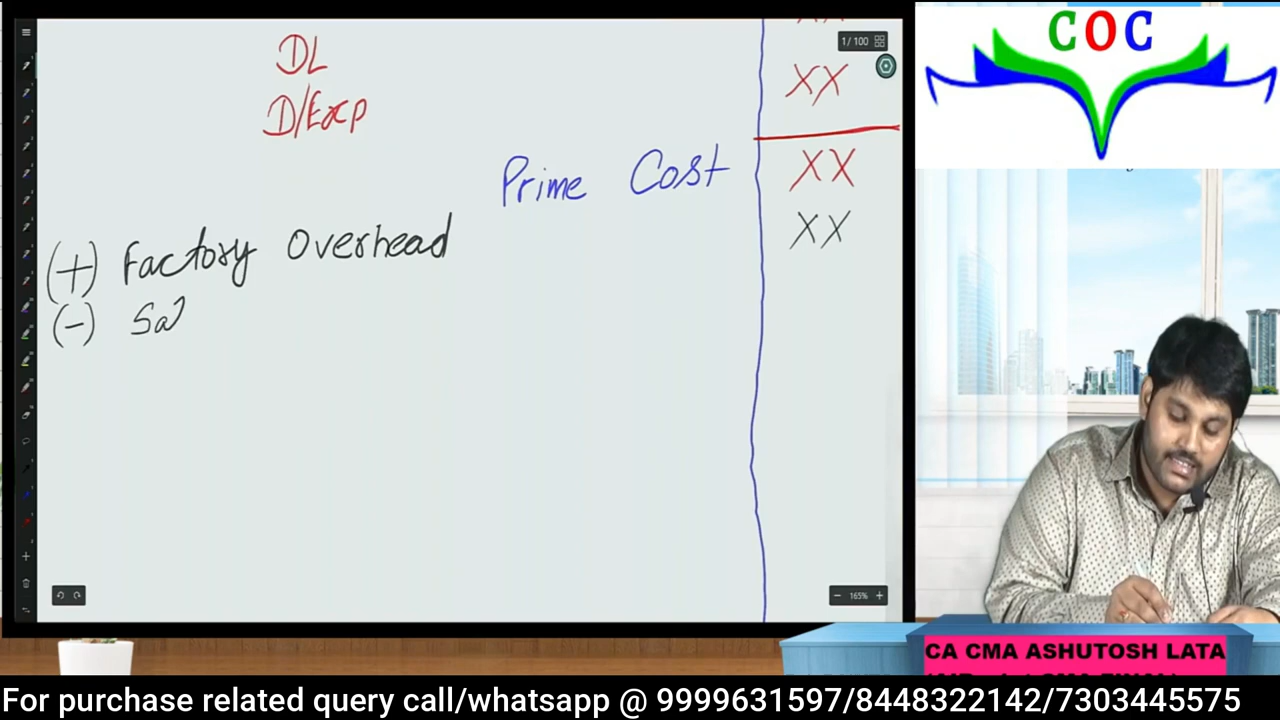 XX
1/100
COC
DL
XX
D/Exp
Prime Cost XX
(+) Factory Overhead XX
(-) Sa
165%
CA CMA ASHUTOSH LATA
For purchase related query call/whatsapp @ 9999631597/8448322142/7303445575